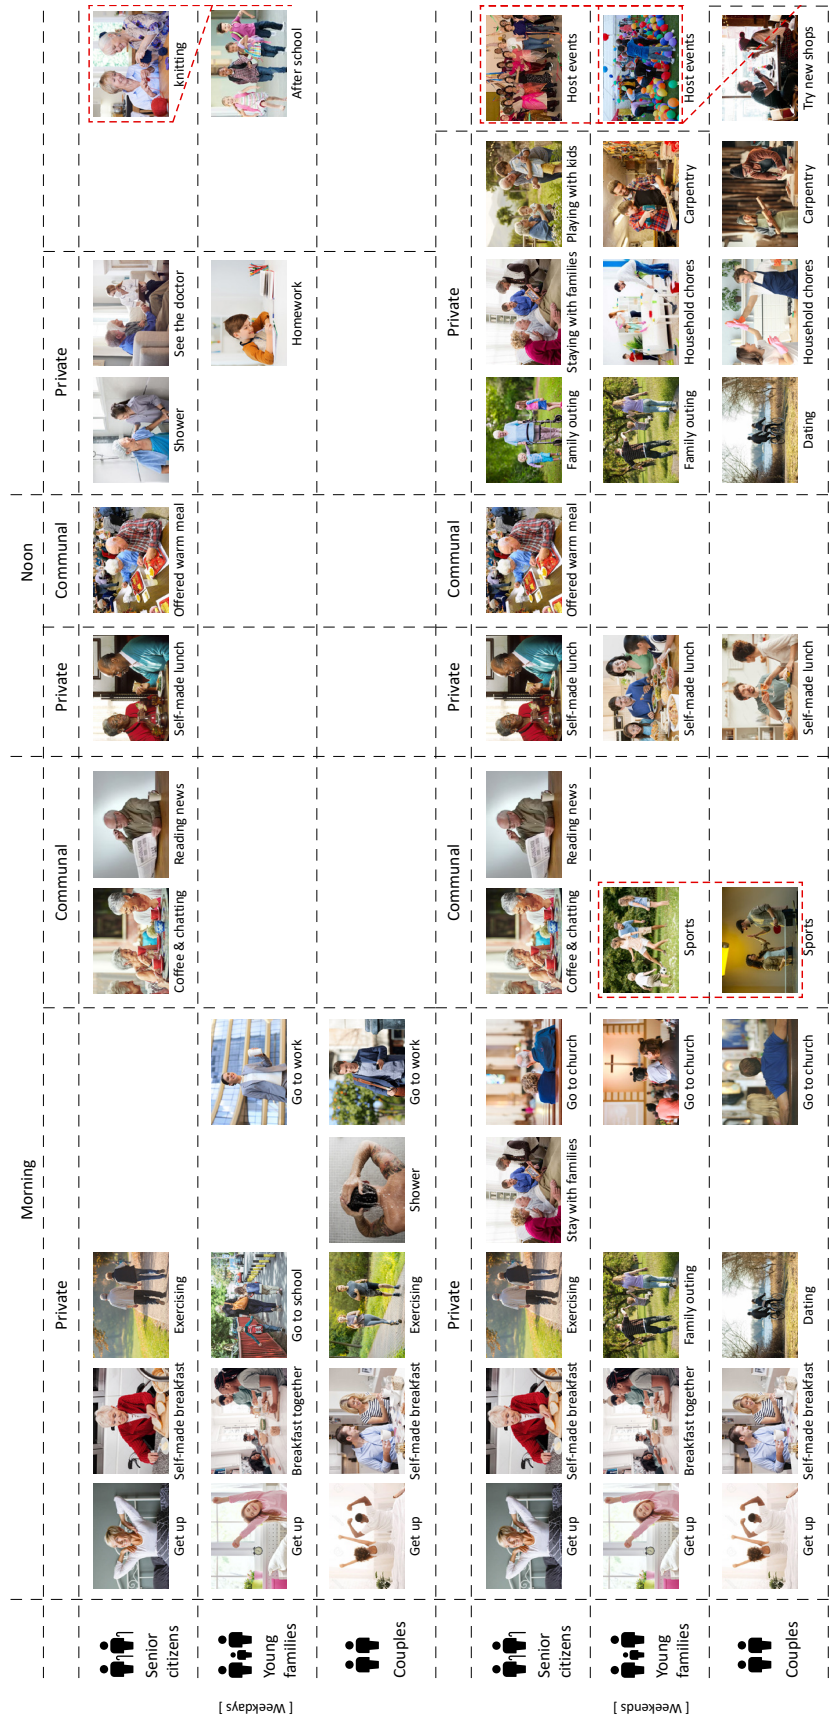 Morning
Noon
Private
Communal
Private
Communal
Private
[ Weekdays ]
Senior
citizens
Get up
Self-made breakfast
Exercising
Coffee & chatting
Reading news
Self-made lunch
Offered warm meal
Shower
See the doctor
knitting
Young
families
Get up
Breakfast together
Go to school
Go to work
Homework
After school
Couples
Get up
Self-made breakfast
Exercising
Shower
Go to work
Private
Communal
Private
Communal
Private
[ Weekends ]
Senior
citizens
Get up
Self-made breakfast
Exercising
Stay with families
Go to church
Coffee & chatting
Reading news
Self-made lunch
Offered warm meal
Family outing
Staying with families
Playing with kids
Host events
Young
families
Get up
Breakfast together
Family outing
Go to church
Sports
Self-made lunch
Family outing
Household chores
Carpentry
Host events
Couples
Get up
Self-made breakfast
Dating
Go to church
Sports
Self-made lunch
Dating
Household chores
Carpentry
Try new shops